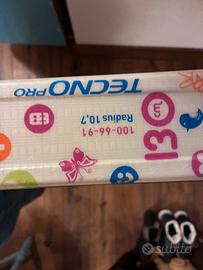 TECNO PRO
130
100-66-91
Radius 10,7
subito